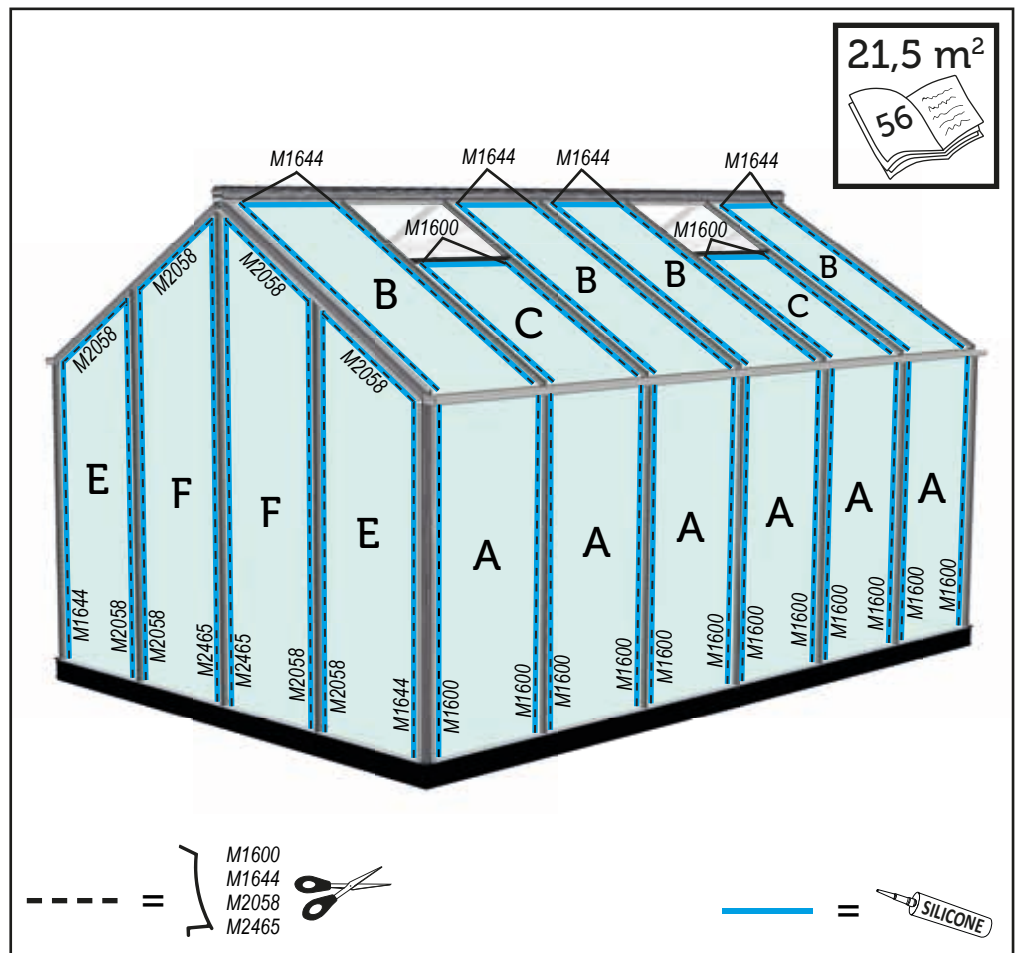 21,5 m²
56
M1644 M1644 M1644 M1644
M1600 M1600
M2058 M2058 M2058 M2058
B C B B C B
E F F E A A A A A A
M1644 M2058 M2058 M2465 M2465 M2058 M2058 M1644
M1600 M1600 M1600 M1600 M1600 M1600 M1600 M1600 M1600 M1600 M1600 M1600
M1600
M1644
= M2058
M2465
= SILICONE